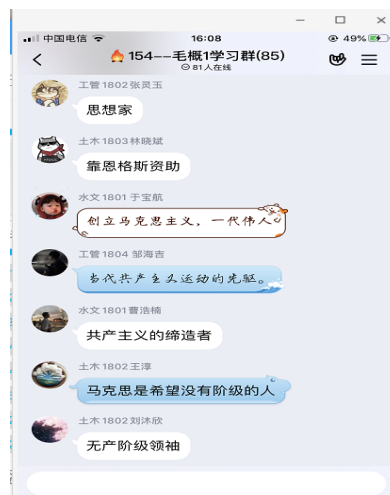 中国电信
16:08
49%
154--毛概1学习群(85)
81人在线
工管1802张灵玉
思想家
土木1803林晓斌
靠恩格斯资助
水文1801于宝航
创立马克思主义，一代伟人
工管1804 邹海吉
当代共产主义运动的先驱。
水文1801曹浩楠
共产主义的缔造者
土木1802王淳
马克思是希望没有阶级的人
土木1802刘沐欣
无产阶级领袖